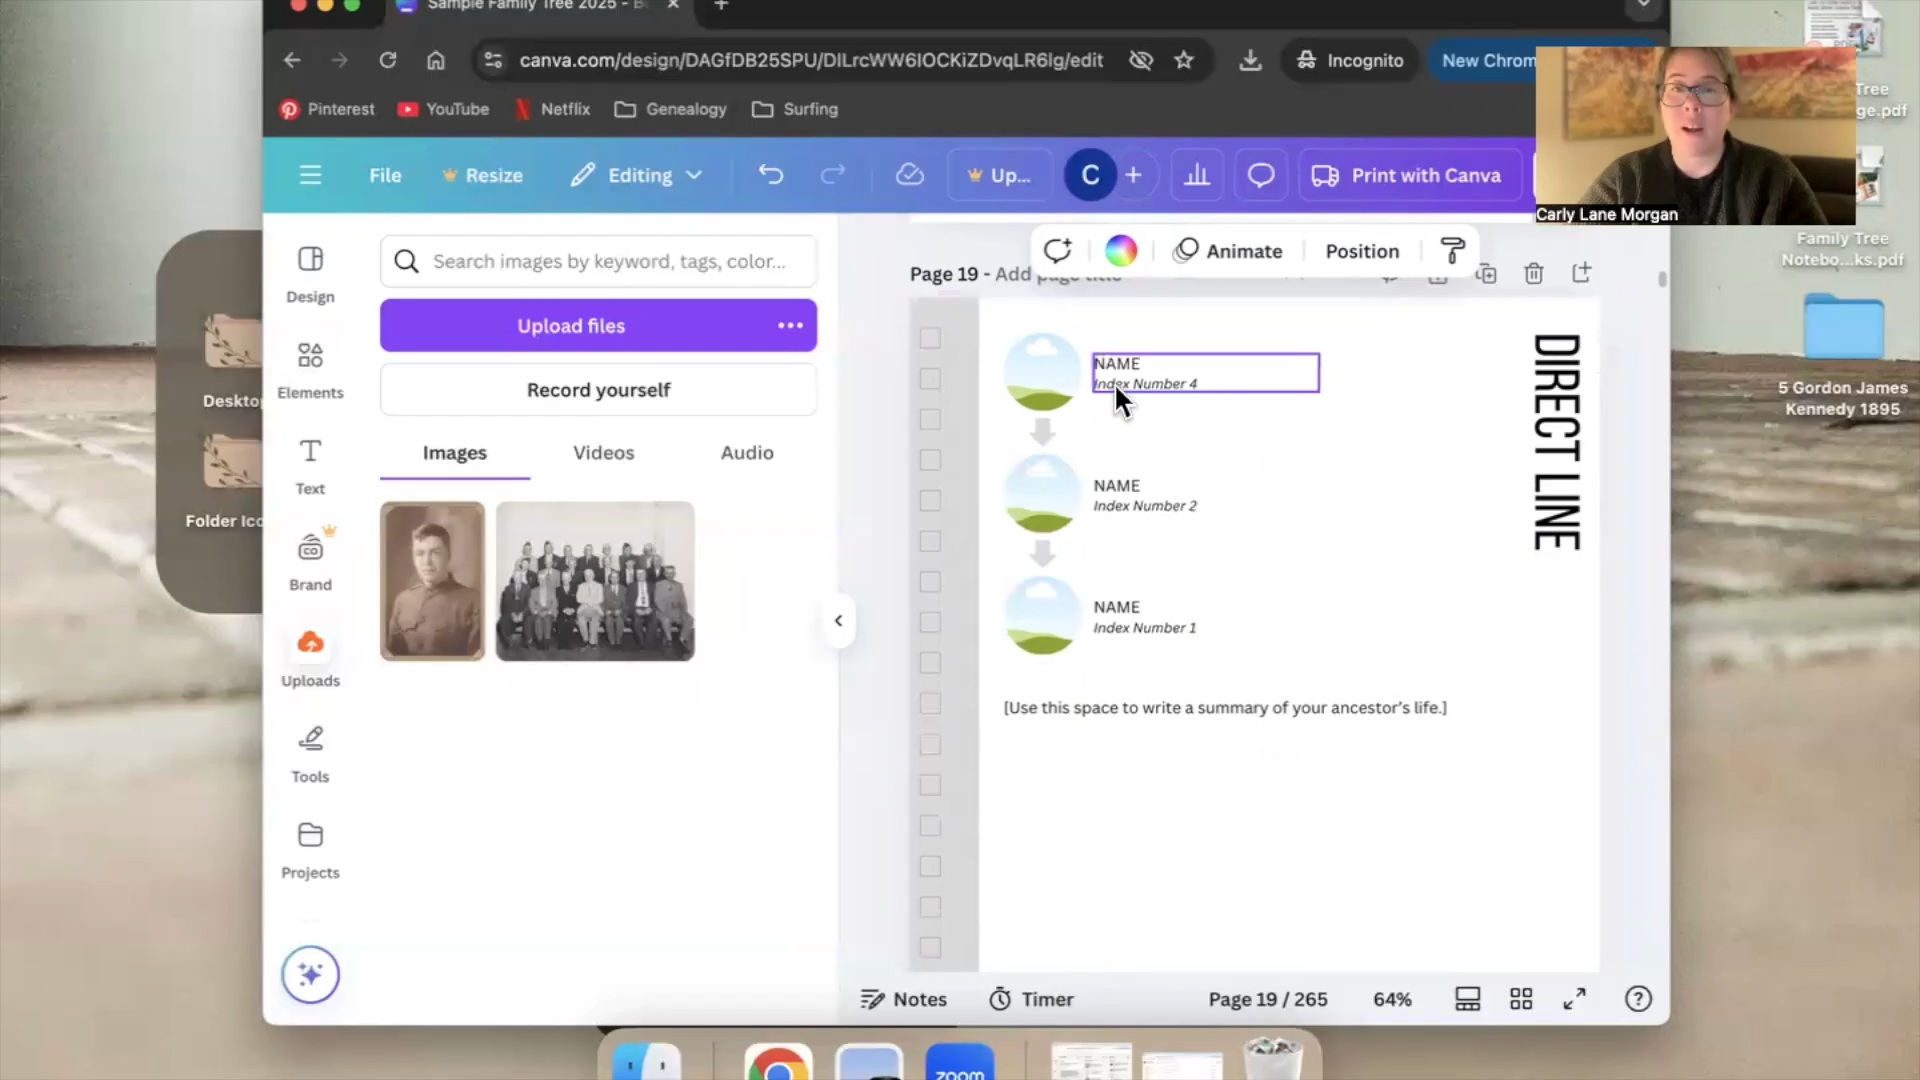 Sample Family Tree 2025 - B
canva.com/design/DAGfDB25SPU/DILrcWW6IOCKiZDvqLR6lg/edit
Incognito
New Chrom
Pinterest
YouTube
Netflix
Genealogy
Surfing
File
Resize
Editing
Up...
C
Print with Canva
Carly Lane Morgan
Tree
ge.pdf
Family Tree
Notebo....ks.pdf
5 Gordon James
Kennedy 1895
Deskto
Folder Ico
Design
Elements
Text
Brand
Uploads
Tools
Projects
Search images by keyword, tags, color...
Upload files
Record yourself
Images
Videos
Audio
Animate
Position
Page 19 - Add page title
NAME
Index Number 4
NAME
Index Number 2
NAME
Index Number 1
DIRECT LINE
[Use this space to write a summary of your ancestor's life.]
Notes
Timer
Page 19 / 265
64%
zoom